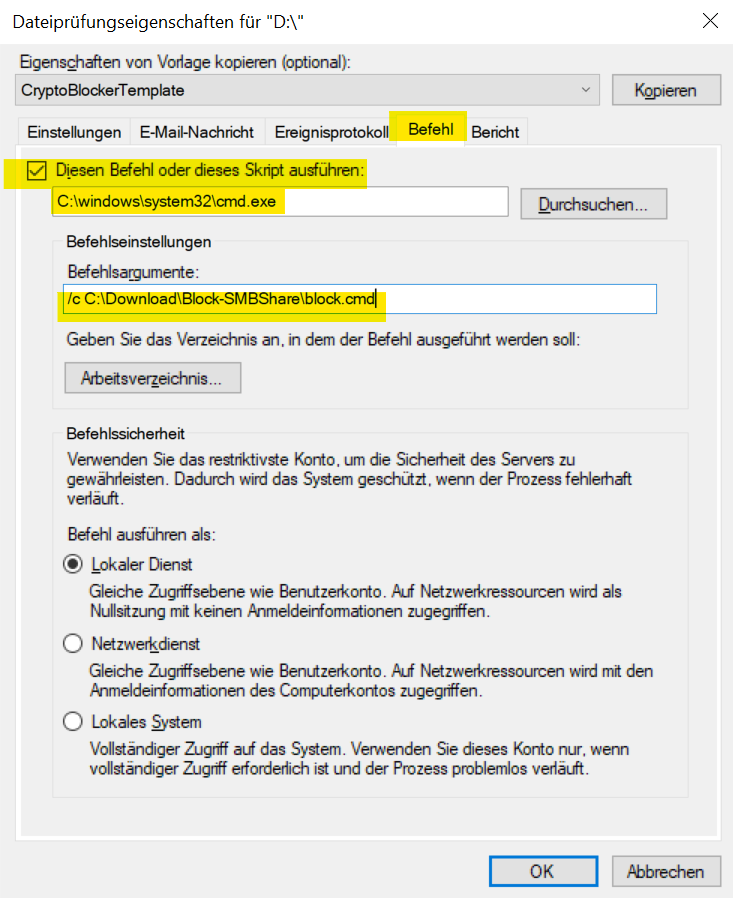 Dateiprüfungseigenschaften für "D:\"
Eigenschaften von Vorlage kopieren (optional):
CryptoBlockerTemplate
Kopieren
Einstellungen E-Mail-Nachricht Ereignisprotokoll Befehl Bericht
Diesen Befehl oder dieses Skript ausführen:
C:\windows\system32\cmd.exe
Durchsuchen...
Befehlseinstellungen
Befehlsargumente:
/c C:\Download\Block-SMBShare\block.cmd
Geben Sie das Verzeichnis an, in dem der Befehl ausgeführt werden soll:
Arbeitsverzeichnis...
Befehlssicherheit
Verwenden Sie das restriktivste Konto, um die Sicherheit des Servers zu
gewährleisten. Dadurch wird das System geschützt, wenn der Prozess fehlerhaft
verläuft.
Befehl ausführen als:
Lokaler Dienst
Gleiche Zugriffsebene wie Benutzerkonto. Auf Netzwerkressourcen wird als
Nullsitzung mit keinen Anmeldeinformationen zugegriffen.
Netzwerkdienst
Gleiche Zugriffsebene wie Benutzerkonto. Auf Netzwerkressourcen wird mit den
Anmeldeinformationen des Computerkontos zugegriffen.
Lokales System
Vollständiger Zugriff auf das System. Verwenden Sie dieses Konto nur, wenn
vollständiger Zugriff erforderlich ist und der Prozess problemlos verläuft.
OK
Abbrechen